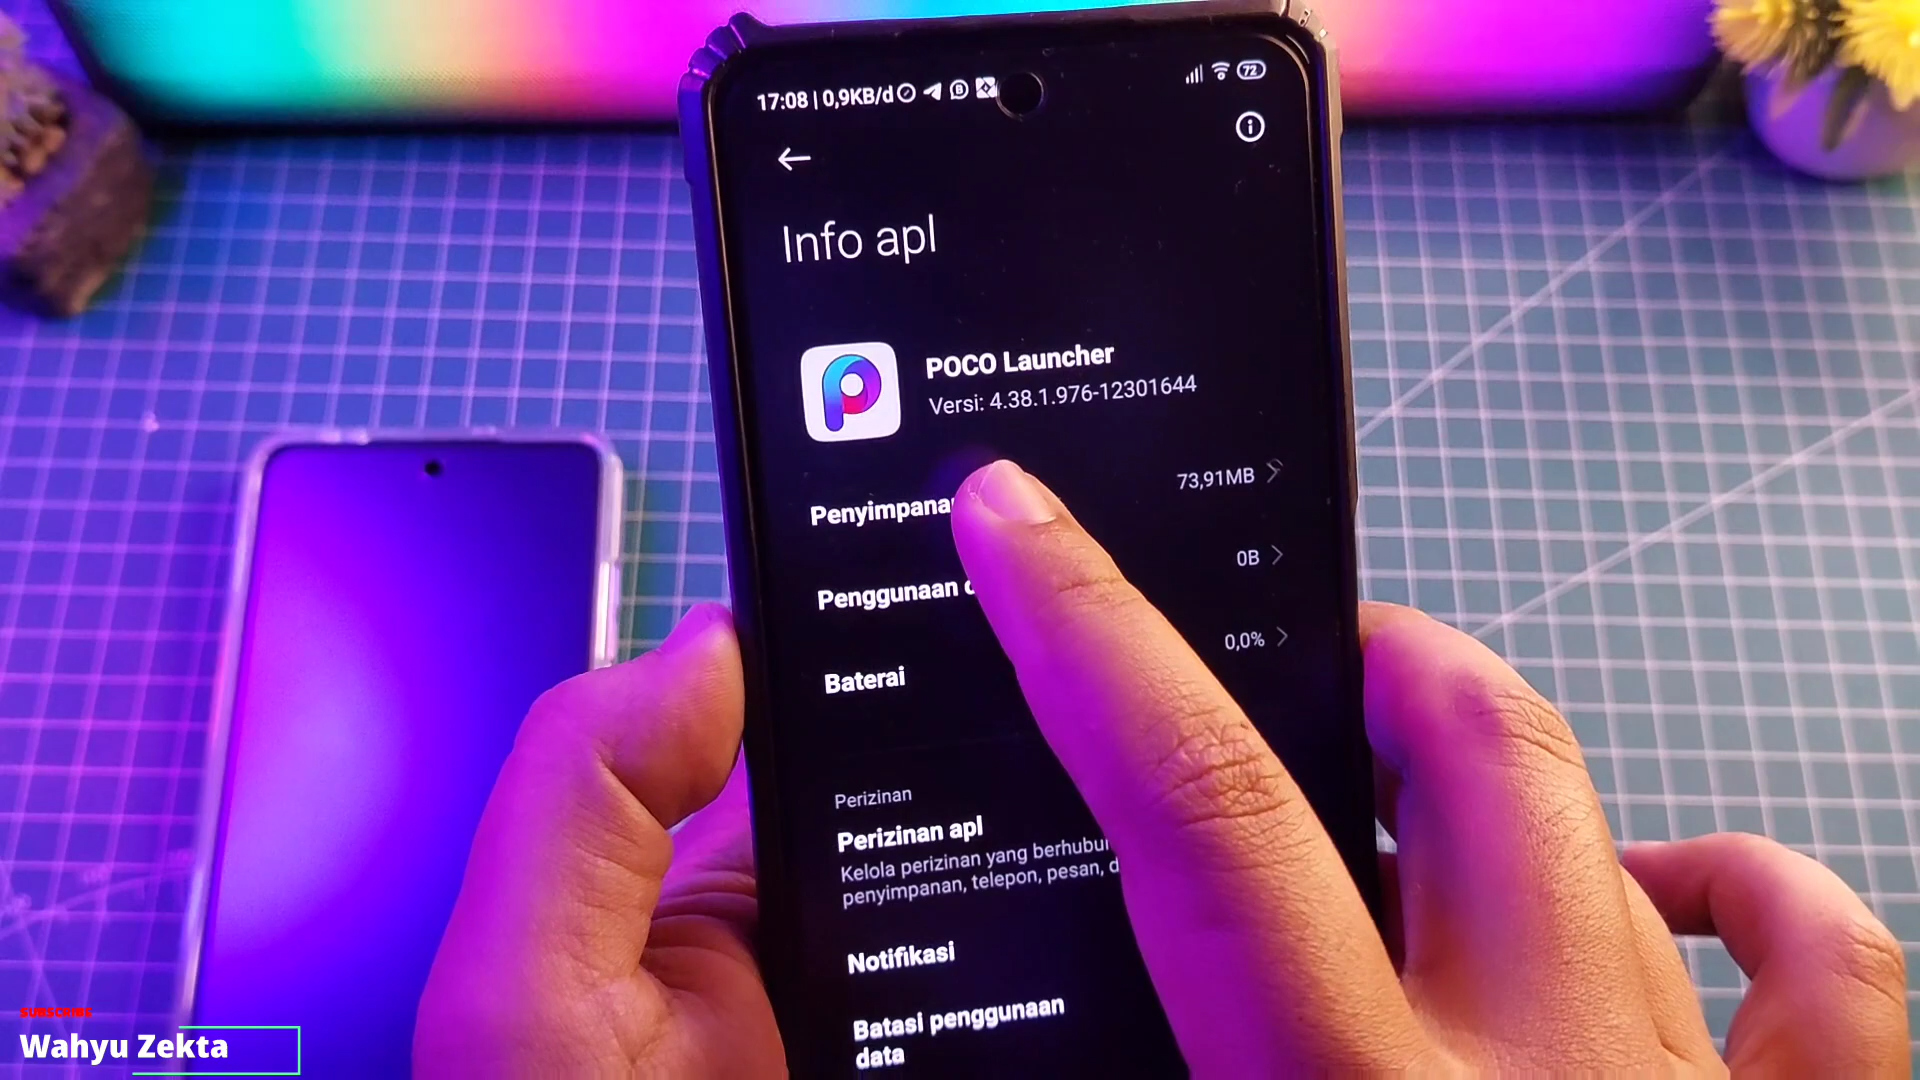 17:08 | 0,9KB/d
72
Info apl
POCO Launcher
Versi: 4.38.1.976-12301644
Penyimpana
73,91MB
Penggunaan
0B
Baterai
0,0%
Perizinan
Perizinan apl
Kelola perizinan yang berhubu
penyimpanan, telepon, pesan, d
Notifikasi
Batasi penggunaan
data
SUBSCRIBE
Wahyu Zekta